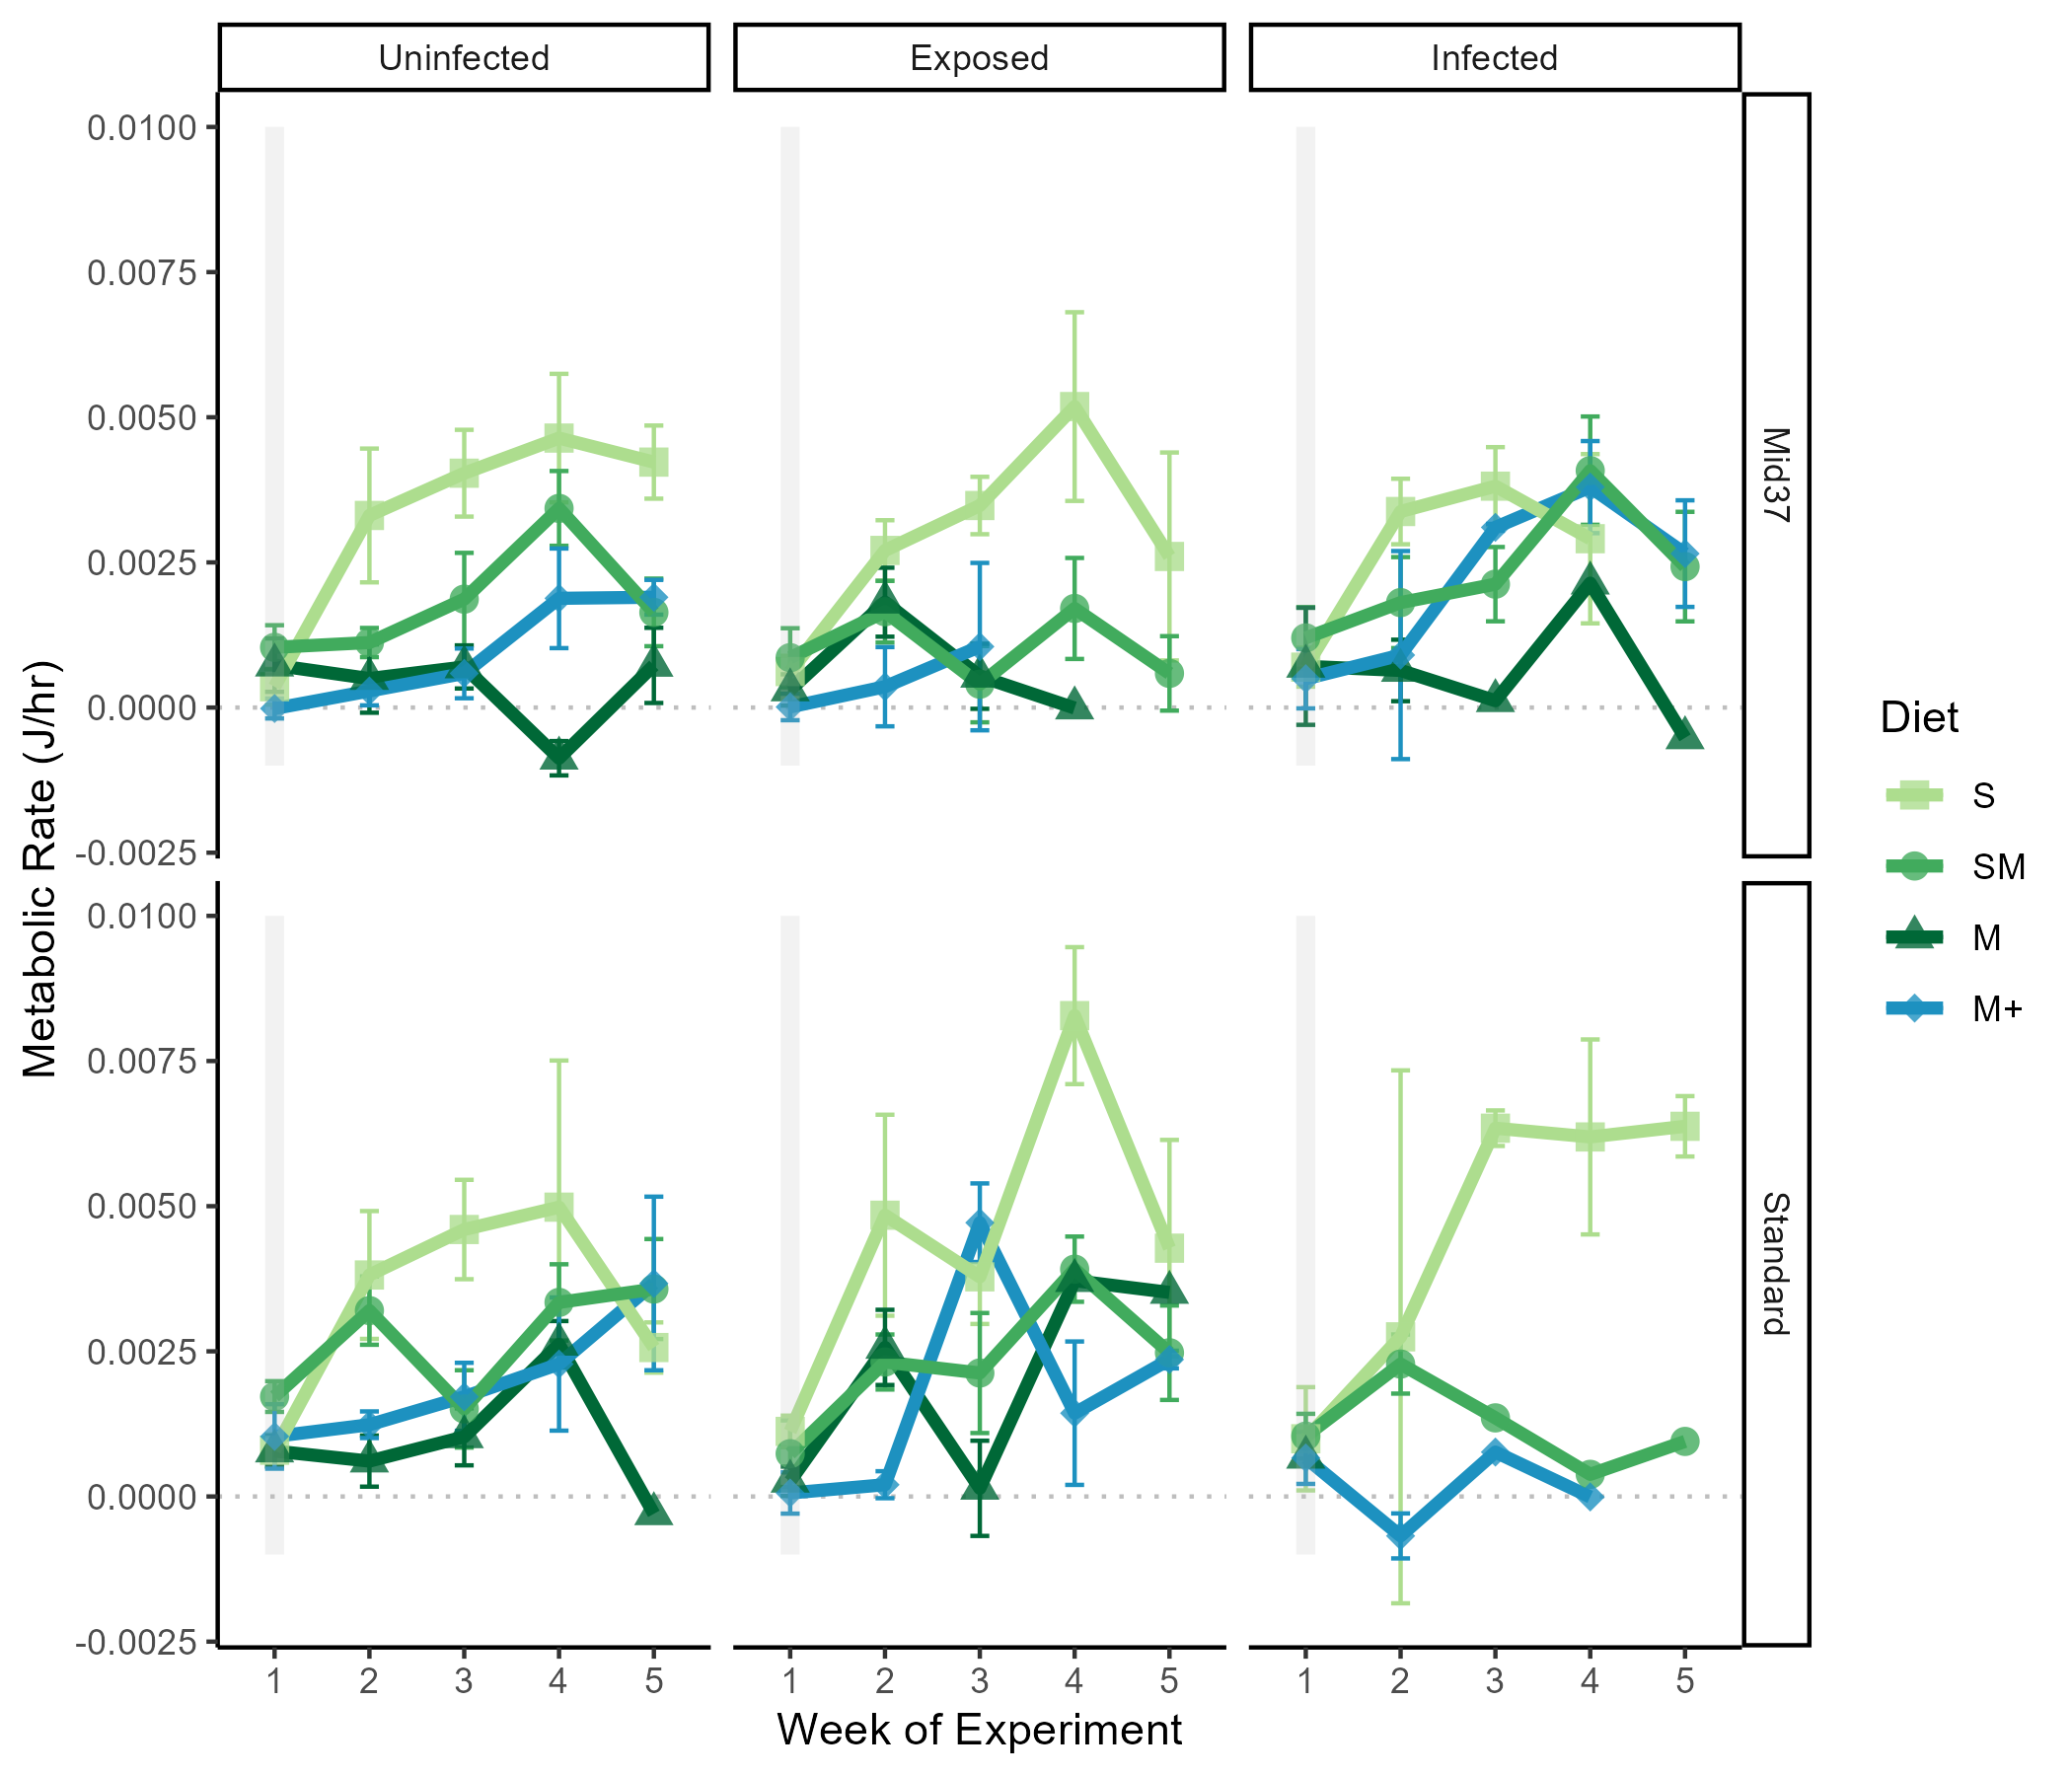 Uninfected
Exposed
Infected
0.0100
0.0075
0.0050
0.0025
0.0000
-0.0025
Mid37
Metabolic Rate (J/hr)
0.0100
0.0075
0.0050
0.0025
0.0000
-0.0025
Standard
1 2 3 4 5
1 2 3 4 5
1 2 3 4 5
Week of Experiment
Diet
S
SM
M
M+